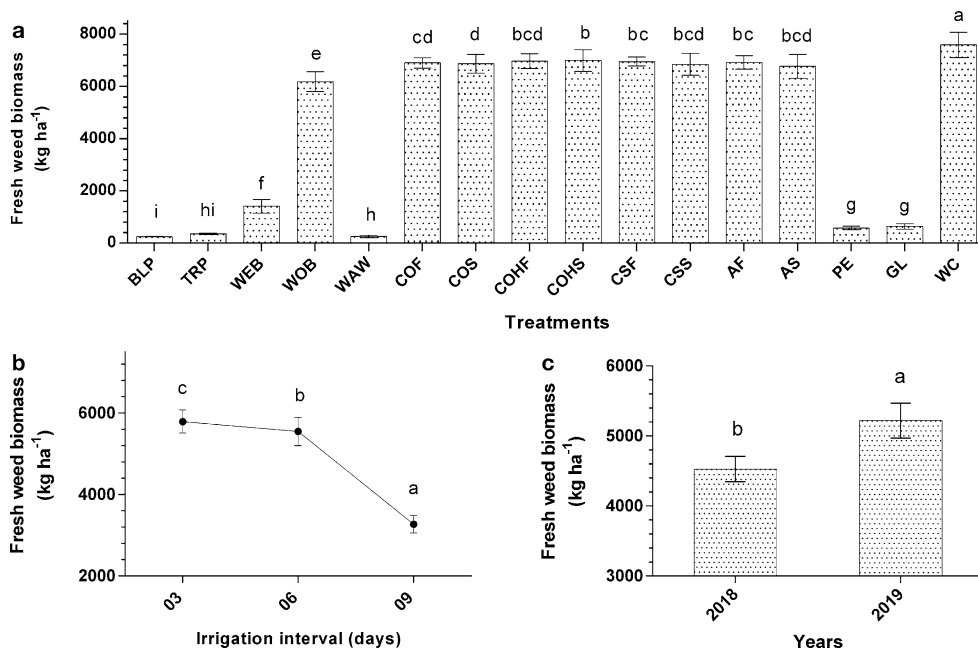 a
Fresh weed biomass
(kg ha⁻¹)
8000
6000
4000
2000
0
i hi f e h cd d bcd b bc bcd bc bcd g g a
BLP TRP WEB WOB WAW COF COS COHF COHS CSF CSS AF AS PE GL WC
Treatments
b
Fresh weed biomass
(kg ha⁻¹)
6000
4000
2000
c b a
03 06 09
Irrigation interval (days)
c
Fresh weed biomass
(kg ha⁻¹)
6000
5000
4000
3000
b a
2018 2019
Years